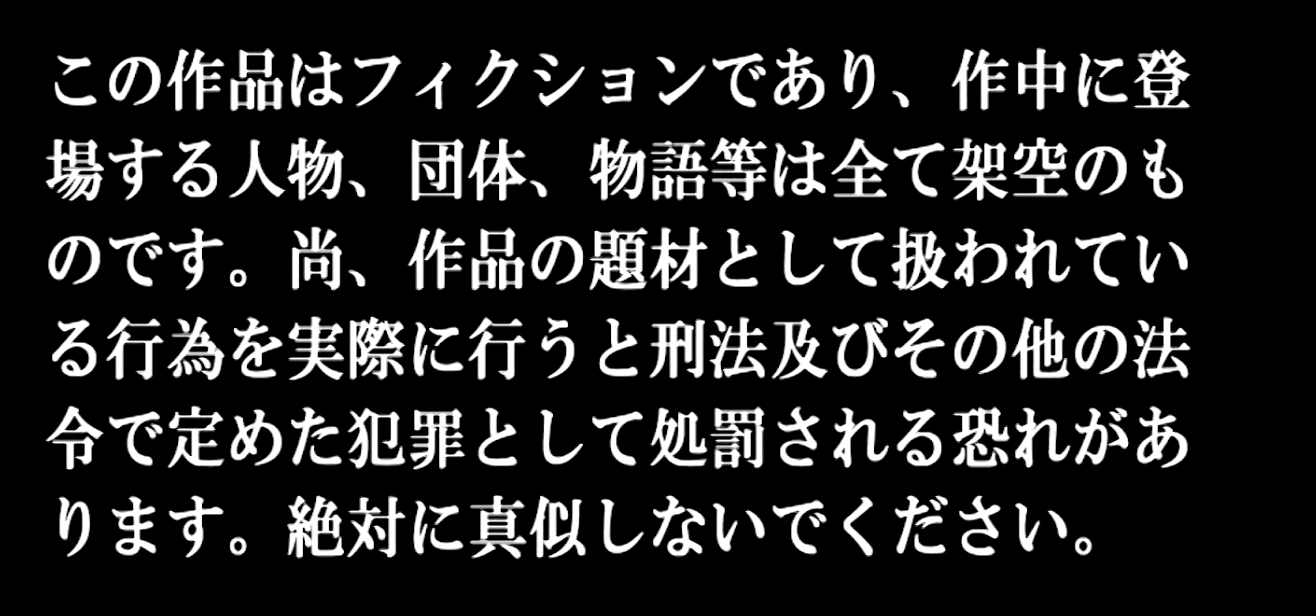 この作品はフィクションであり、作中に登
場する人物、団体、物語等は全て架空のも
のです。尚、作品の題材として扱われてい
る行為を実際に行うと刑法及びその他の法
令で定めた犯罪として処罰される恐れがあ
ります。絶対に真似しないでください。